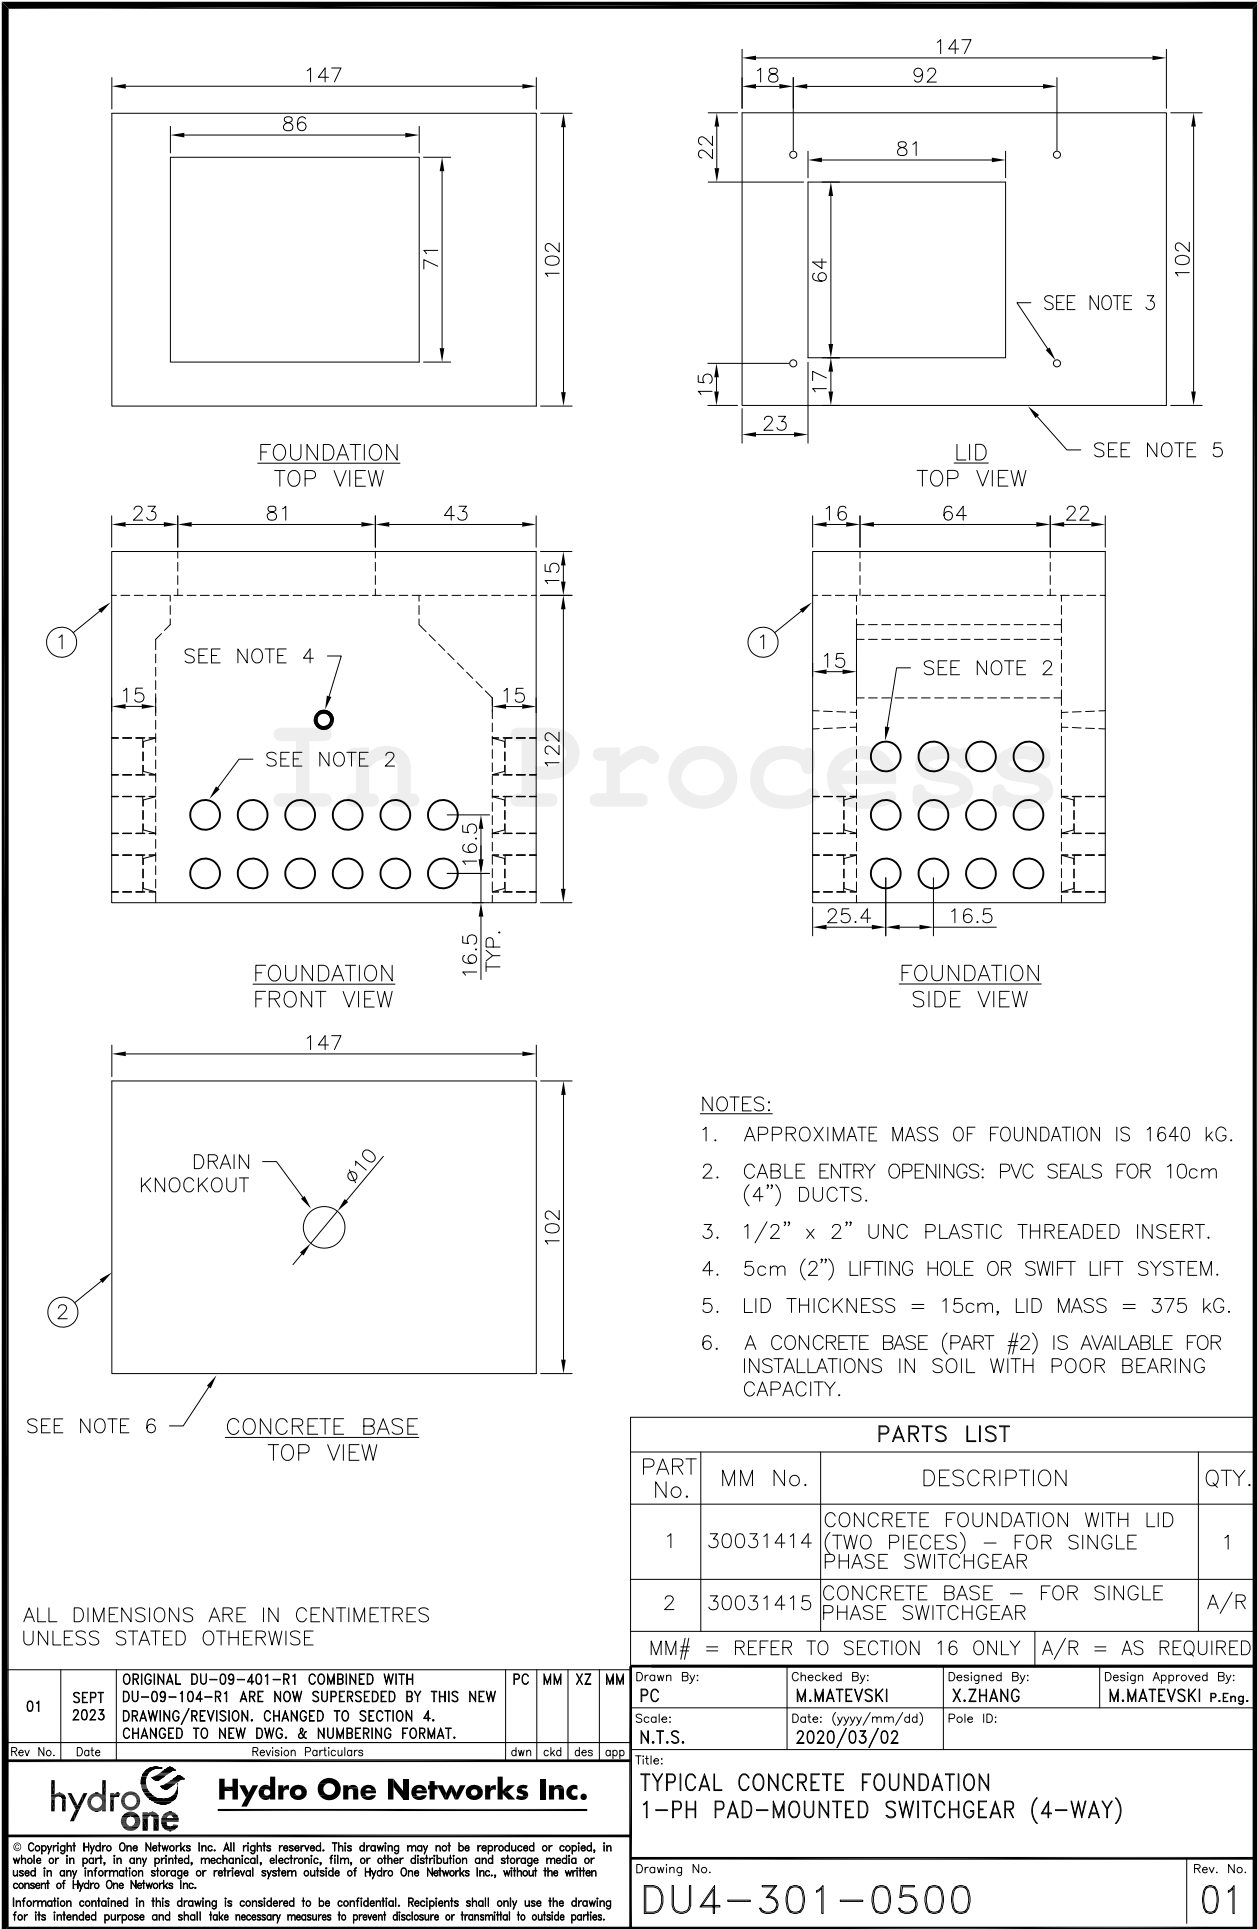 147
86
71
102
FOUNDATION
TOP VIEW
147
18
92
22
81
64
102
SEE NOTE 3
15
17
23
SEE NOTE 5
LID
TOP VIEW
23
81
43
15
1
SEE NOTE 4
15
15
122
SEE NOTE 2
16.5
16.5
TYP.
FOUNDATION
FRONT VIEW
16
64
22
1
15
SEE NOTE 2
25.4
16.5
FOUNDATION
SIDE VIEW
In Process
147
DRAIN
KNOCKOUT
ø10
102
2
SEE NOTE 6
CONCRETE BASE
TOP VIEW
NOTES:
1. APPROXIMATE MASS OF FOUNDATION IS 1640 kG.
2. CABLE ENTRY OPENINGS: PVC SEALS FOR 10cm
(4”) DUCTS.
3. 1/2” x 2” UNC PLASTIC THREADED INSERT.
4. 5cm (2”) LIFTING HOLE OR SWIFT LIFT SYSTEM.
5. LID THICKNESS = 15cm, LID MASS = 375 kG.
6. A CONCRETE BASE (PART #2) IS AVAILABLE FOR
INSTALLATIONS IN SOIL WITH POOR BEARING
CAPACITY.
PARTS LIST
PART No. MM No. DESCRIPTION QTY.
1 30031414 CONCRETE FOUNDATION WITH LID
(TWO PIECES) – FOR SINGLE
PHASE SWITCHGEAR 1
2 30031415 CONCRETE BASE – FOR SINGLE
PHASE SWITCHGEAR A/R
MM# = REFER TO SECTION 16 ONLY A/R = AS REQUIRED
ALL DIMENSIONS ARE IN CENTIMETRES
UNLESS STATED OTHERWISE
01 SEPT 2023 ORIGINAL DU-09-401-R1 COMBINED WITH
DU-09-104-R1 ARE NOW SUPERSEDED BY THIS NEW
DRAWING/REVISION. CHANGED TO SECTION 4.
CHANGED TO NEW DWG. & NUMBERING FORMAT.
PC MM XZ MM
Rev No. Date Revision Particulars dwn ckd des app
Drawn By: Checked By: Designed By: Design Approved By:
PC M.MATEVSKI X.ZHANG M.MATEVSKI P.Eng.
Scale: Date: (yyyy/mm/dd) Pole ID:
N.T.S. 2020/03/02
Title:
TYPICAL CONCRETE FOUNDATION
1-PH PAD-MOUNTED SWITCHGEAR (4-WAY)
hydro
one
Hydro One Networks Inc.
© Copyright Hydro One Networks Inc. All rights reserved. This drawing may not be reproduced or copied, in
whole or in part, in any printed, mechanical, electronic, film, or other distribution and storage media or
used in any information storage or retrieval system outside of Hydro One Networks Inc., without the written
consent of Hydro One Networks Inc.
Information contained in this drawing is considered to be confidential. Recipients shall only use the drawing
for its intended purpose and shall take necessary measures to prevent disclosure or transmittal to outside parties.
Drawing No. Rev. No.
DU4-301-0500 01